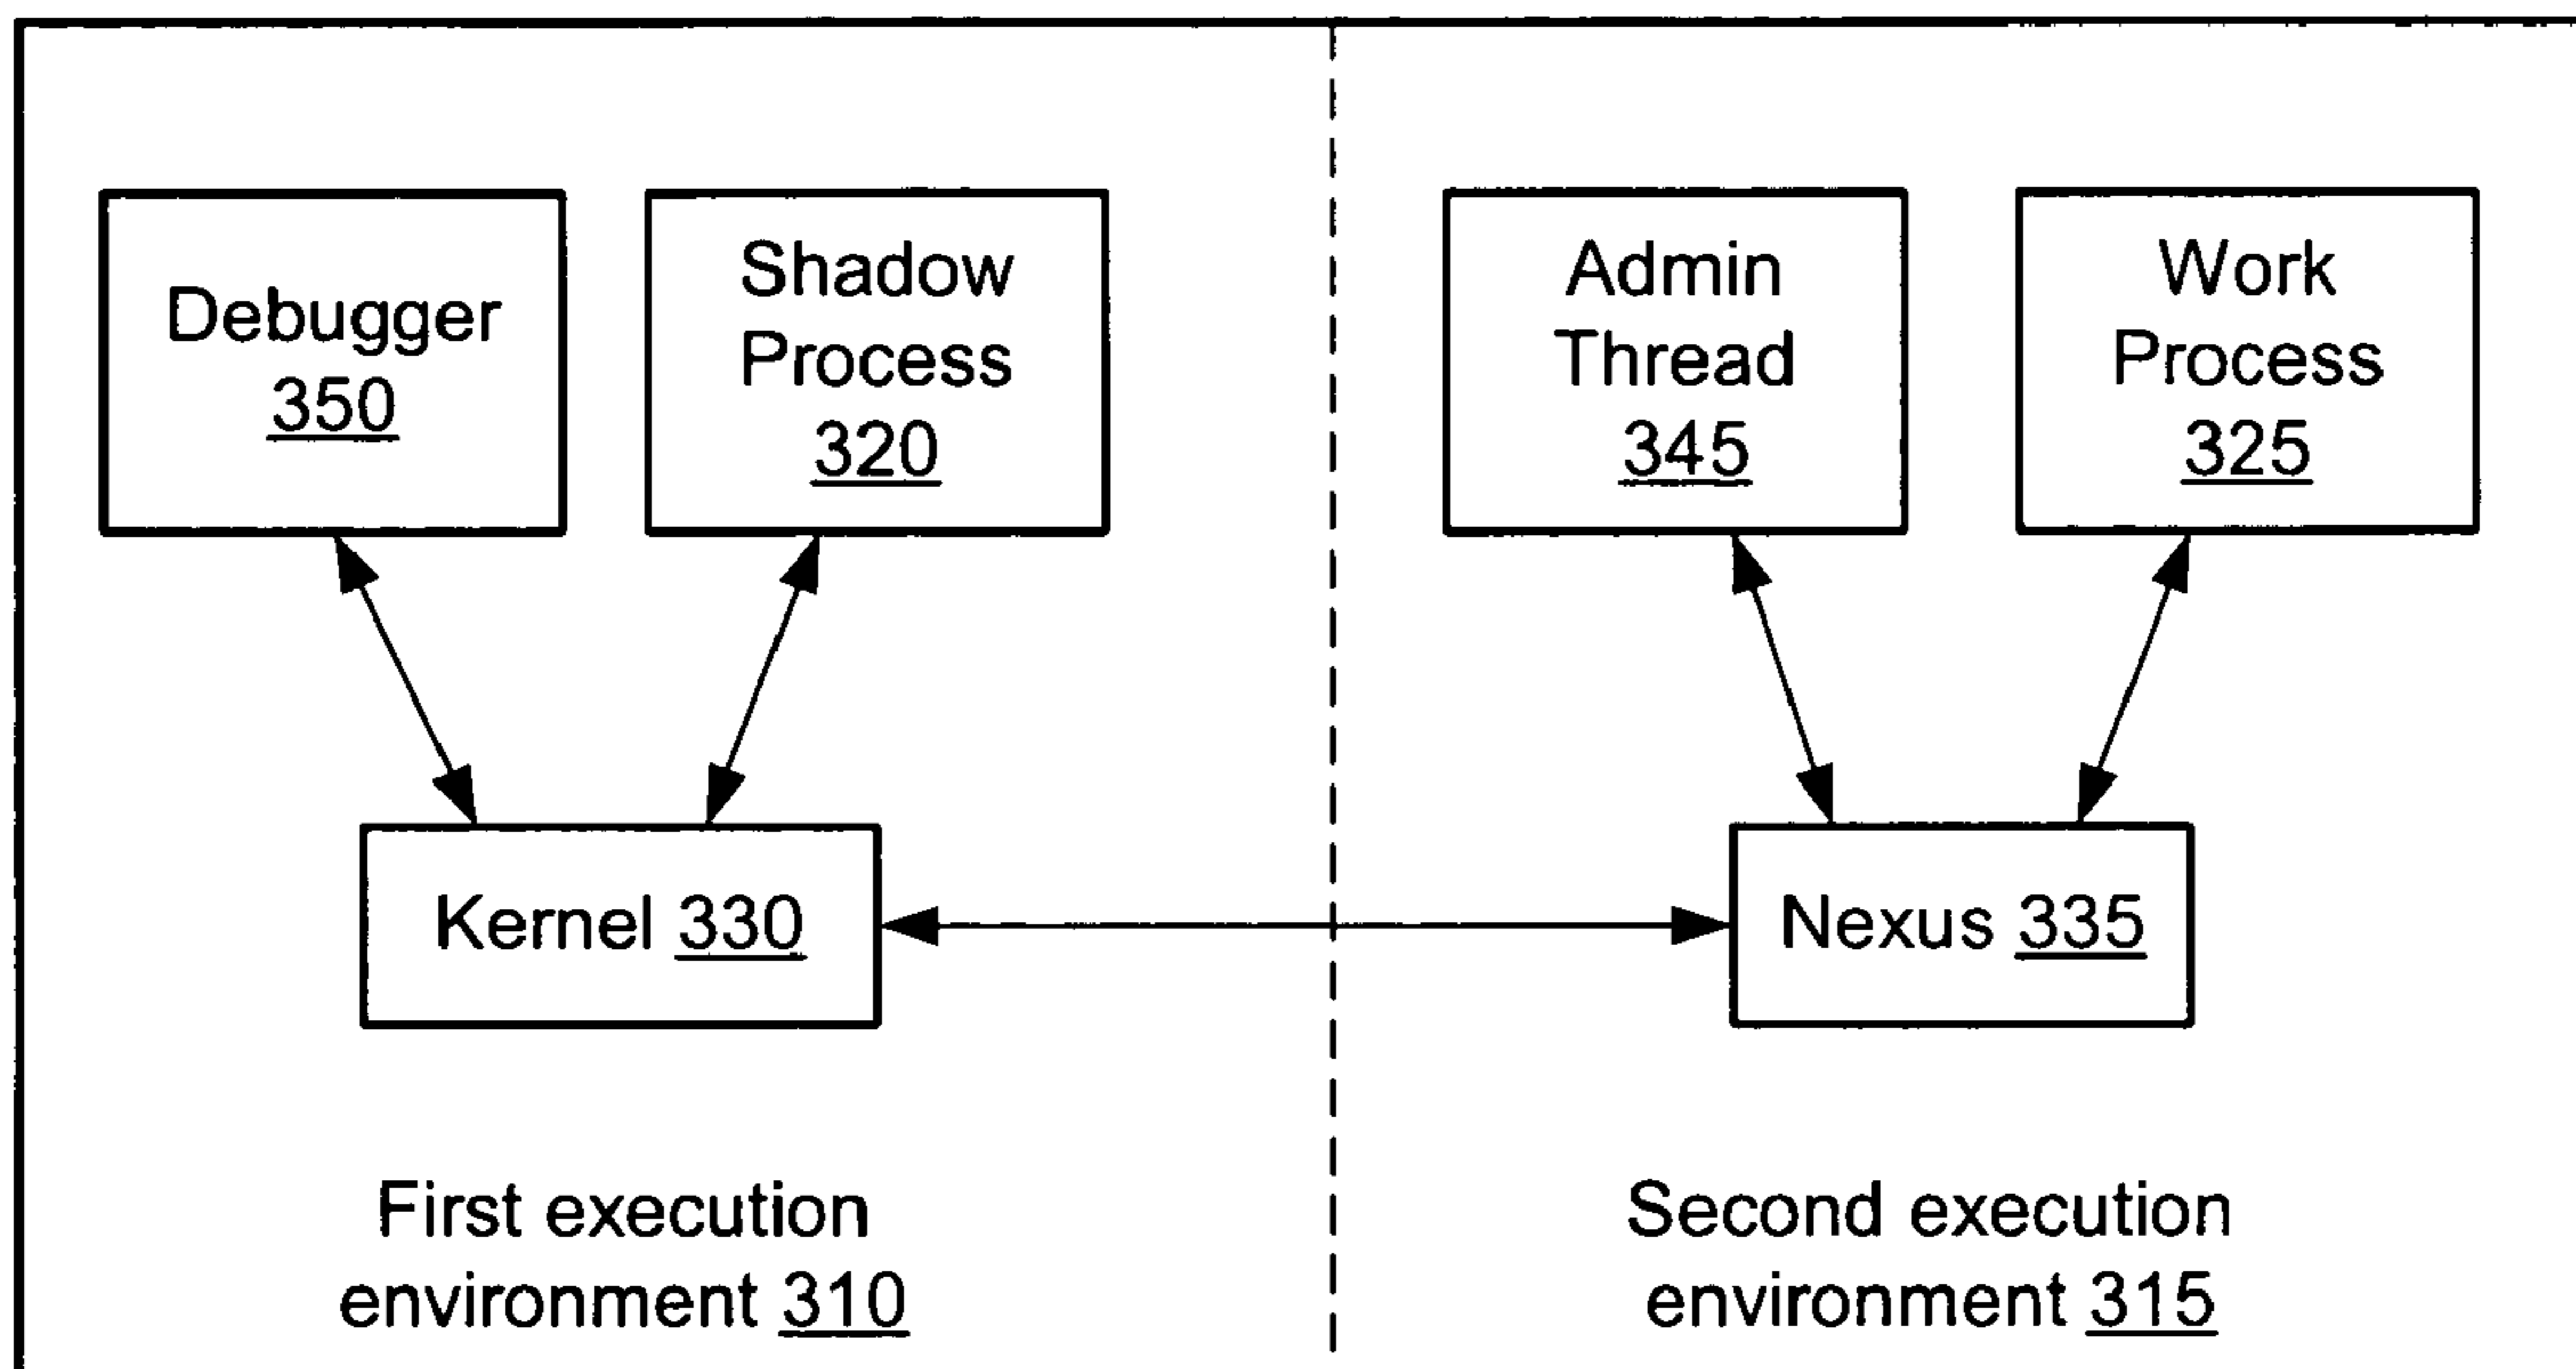 Debugger
350
Shadow
Process
320
Admin
Thread
345
Work
Process
325
Kernel 330
Nexus 335
First execution
environment 310
Second execution
environment 315